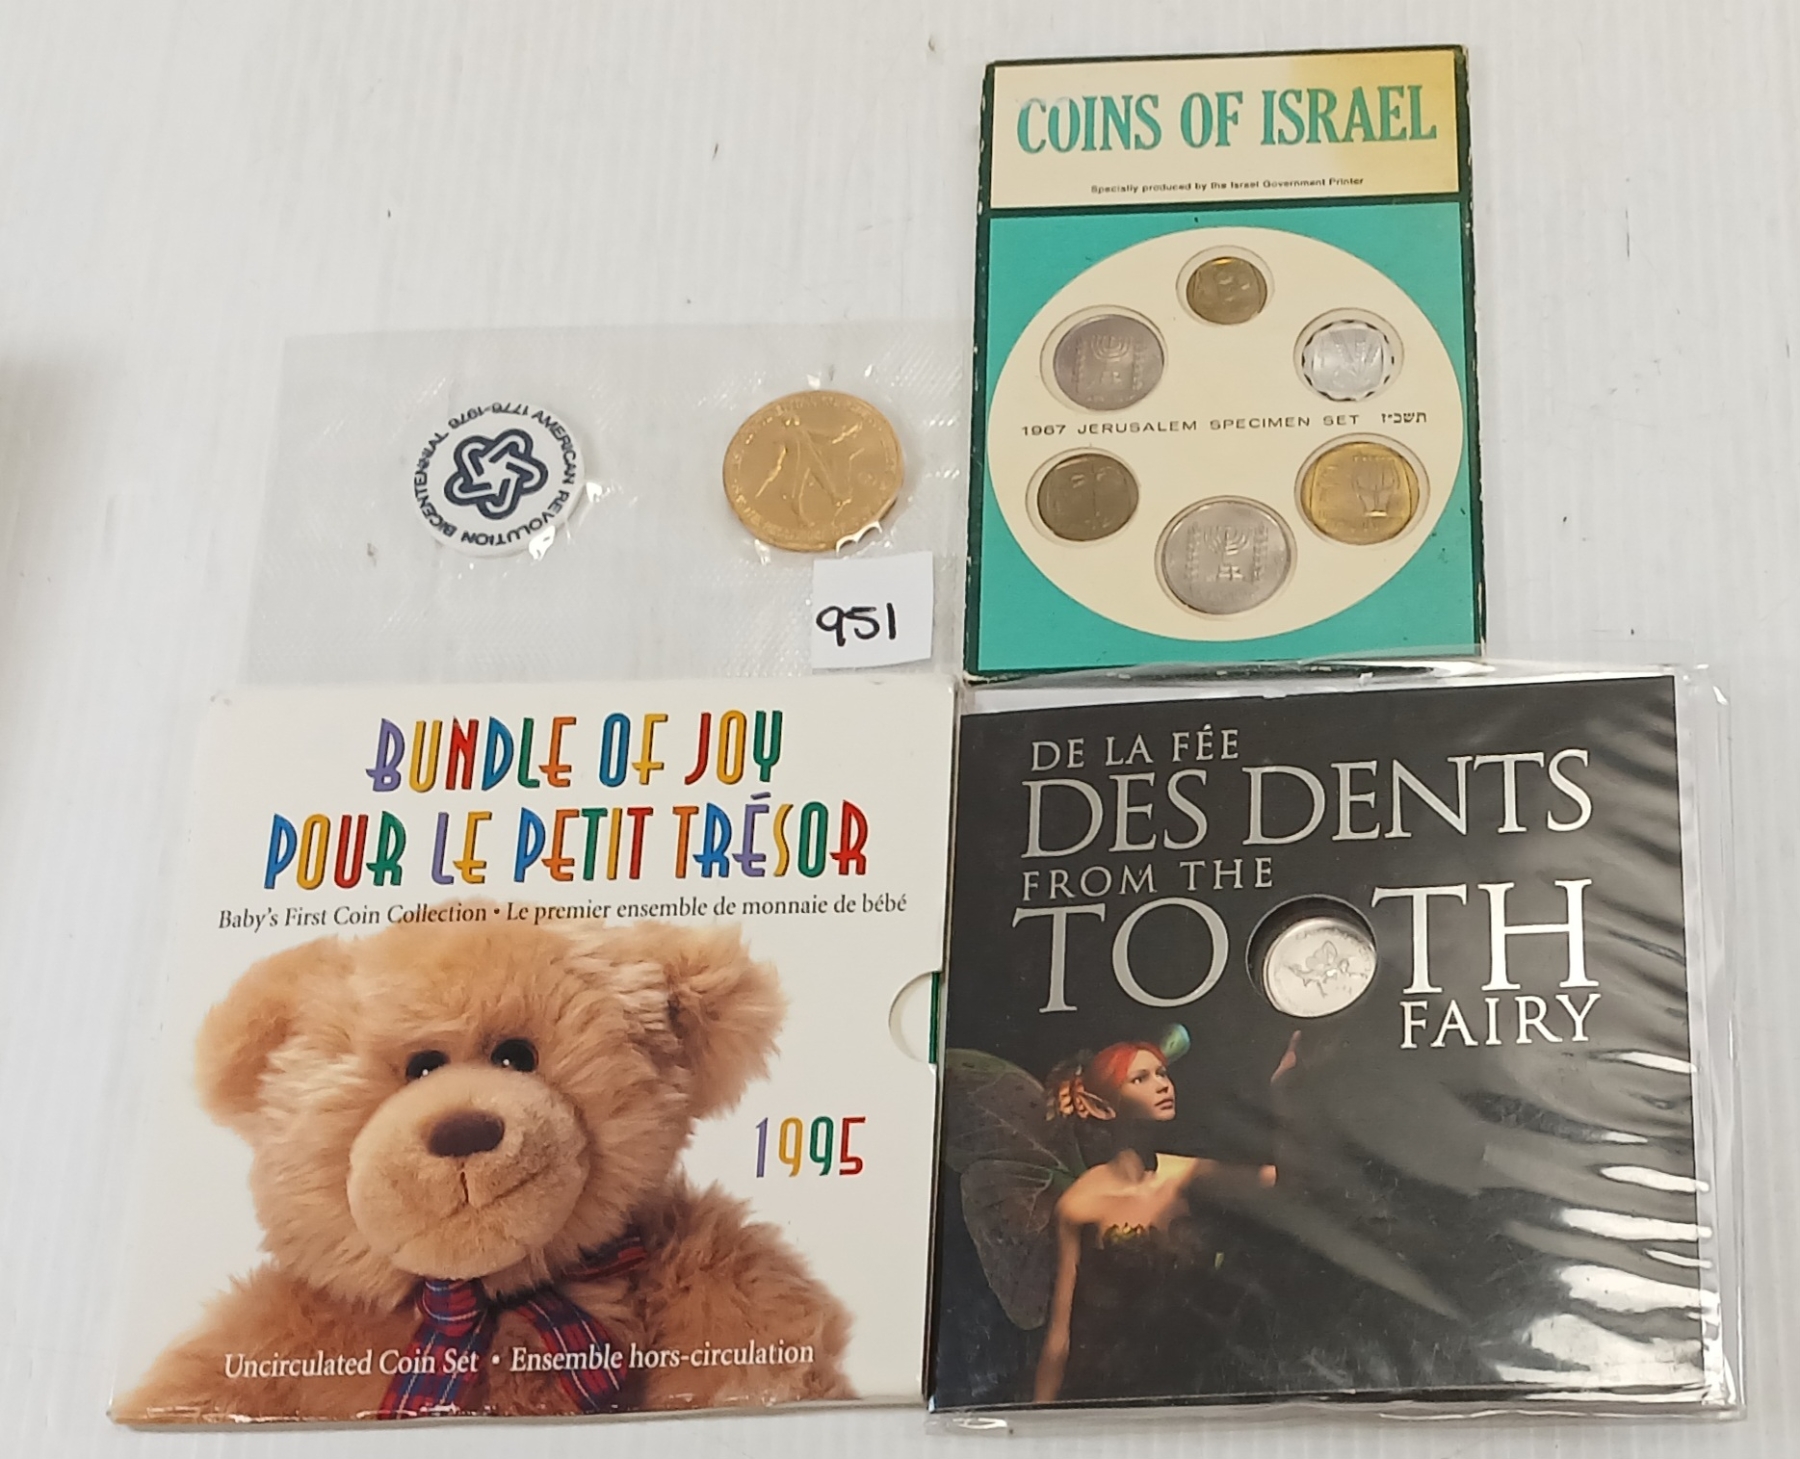 COINS OF ISRAEL
Specially produced by the Israel Government Printer
1967 JERUSALEM SPECIMEN SET תשכ״ז
AMERICAN REVOLUTION BICENTENNIAL 1776-1976
951
BUNDLE OF JOY
POUR LE PETIT TRÉSOR
Baby's First Coin Collection • Le premier ensemble de monnaie de bébé
1995
Uncirculated Coin Set • Ensemble hors-circulation
DE LA FÉE
DES DENTS
FROM THE
TOOTH
FAIRY